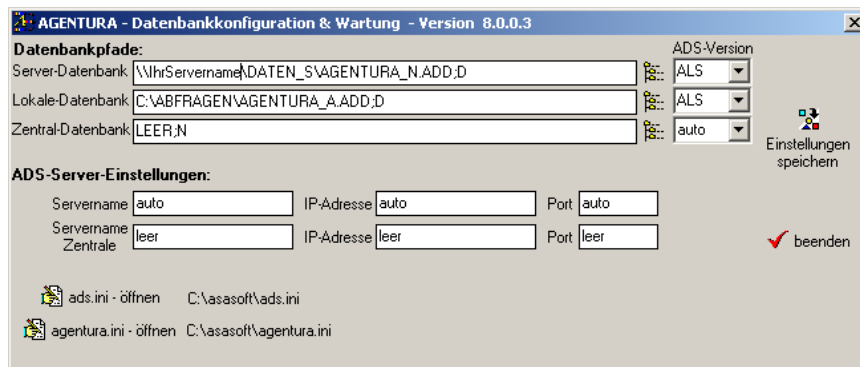 AGENTURA - Datenbankkonfiguration & Wartung - Version 8.0.0.3
Datenbankpfade:
ADS-Version
Server-Datenbank \\IhrServername\DATEN_S\AGENTURA_N.ADD;D ALS
Lokale-Datenbank C:\ABFRAGEN\AGENTURA_A.ADD;D ALS
Zentral-Datenbank LEER;N auto
Einstellungen
speichern
ADS-Server-Einstellungen:
Servername auto IP-Adresse auto Port auto
Servername
Zentrale leer IP-Adresse leer Port leer
beenden
ads.ini - öffnen C:\asasoft\ads.ini
agentura.ini - öffnen C:\asasoft\agentura.ini